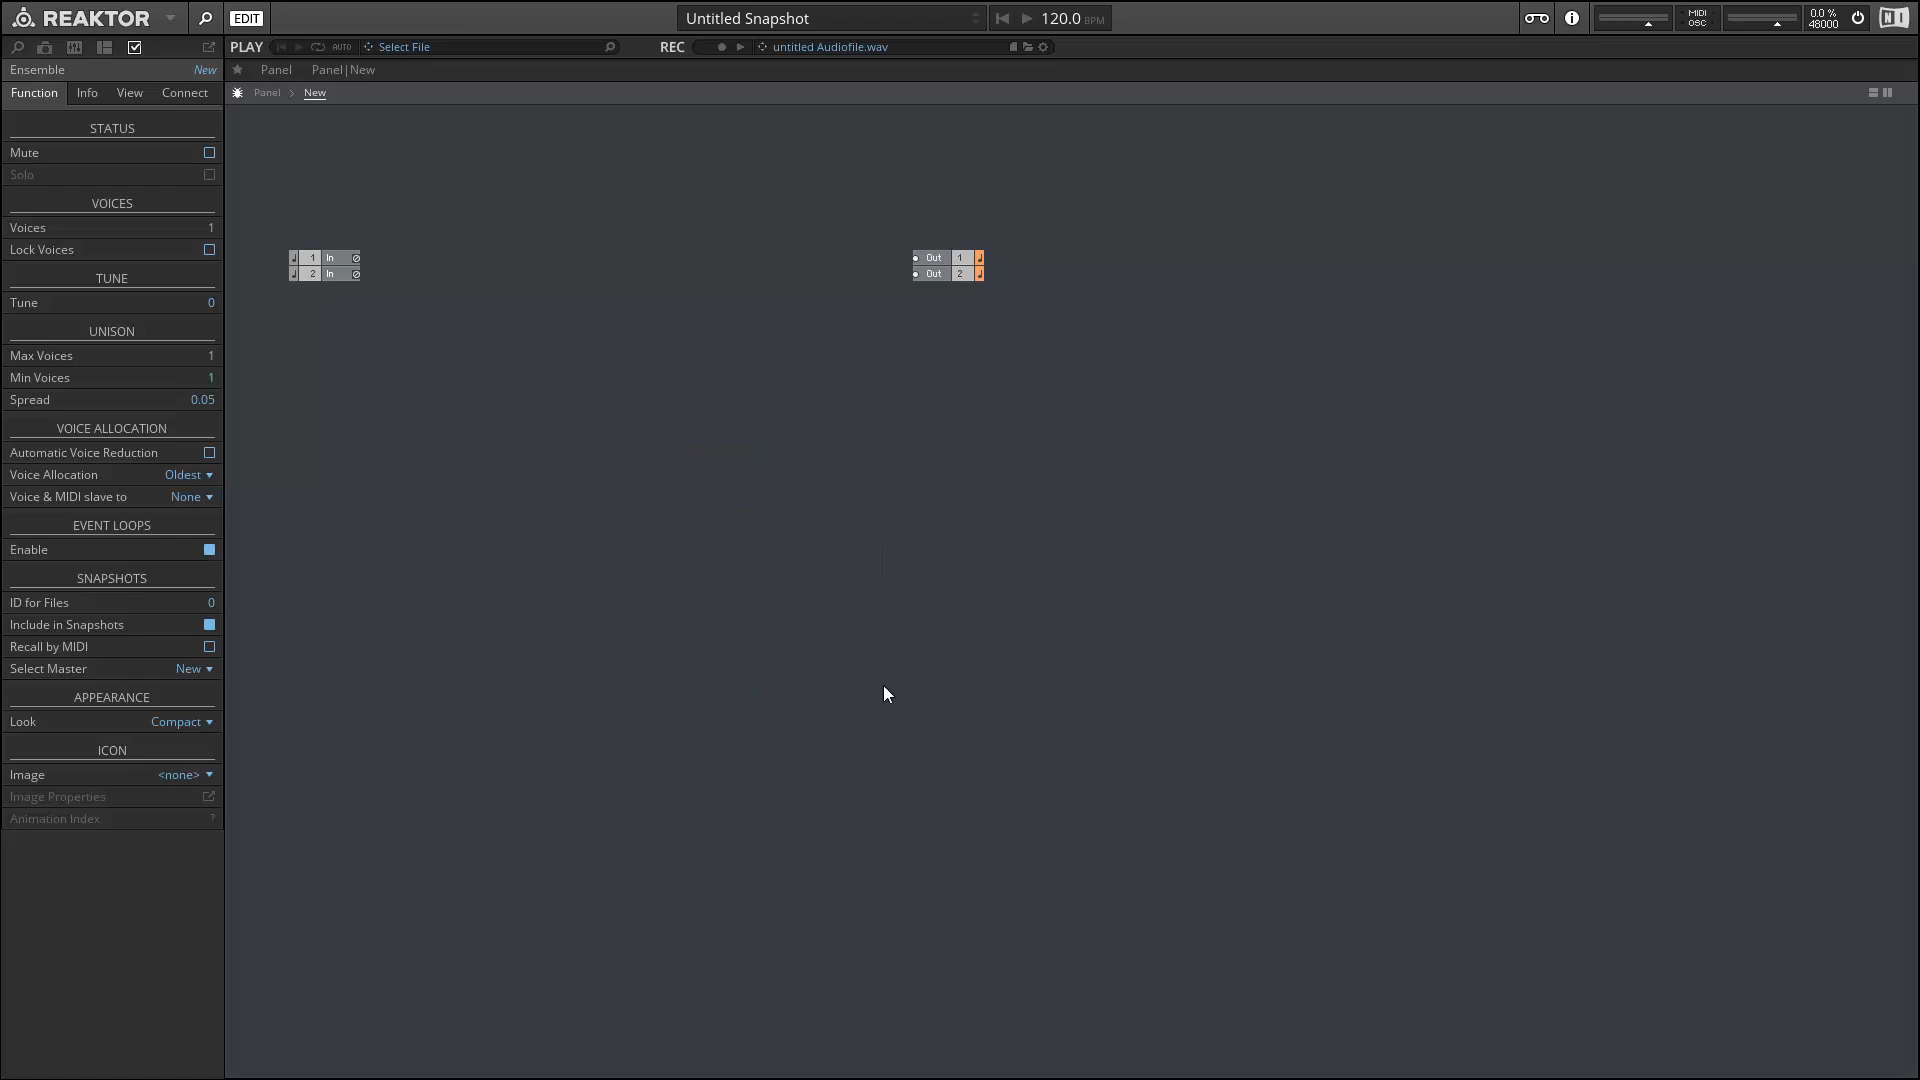 REAKTOR EDIT Untitled Snapshot 120.0 BPM MIDI OSC 0.0 % 48000 NI
PLAY AUTO Select File REC untitled Audiofile.wav
Ensemble New Panel Panel|New
Function Info View Connect Panel > New
STATUS
Mute
Solo
VOICES
Voices 1
Lock Voices
TUNE
Tune 0
UNISON
Max Voices 1
Min Voices 1
Spread 0.05
VOICE ALLOCATION
Automatic Voice Reduction
Voice Allocation Oldest
Voice & MIDI slave to None
EVENT LOOPS
Enable
SNAPSHOTS
ID for Files 0
Include in Snapshots
Recall by MIDI
Select Master New
APPEARANCE
Look Compact
ICON
Image <none>
Image Properties
Animation Index ?
1 In
2 In
Out 1
Out 2